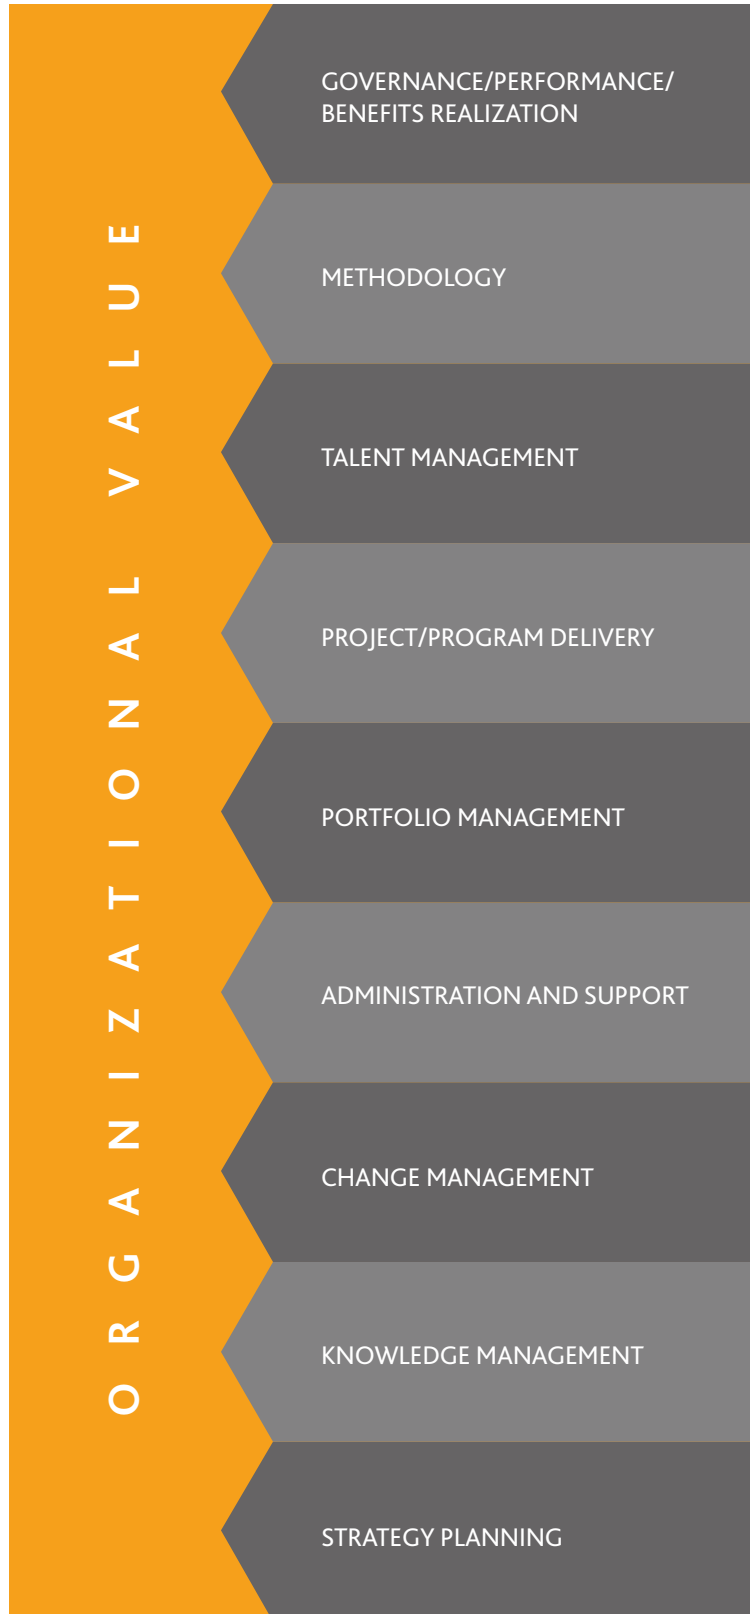 ORGANIZATIONAL VALUE
GOVERNANCE/PERFORMANCE/
BENEFITS REALIZATION
METHODOLOGY
TALENT MANAGEMENT
PROJECT/PROGRAM DELIVERY
PORTFOLIO MANAGEMENT
ADMINISTRATION AND SUPPORT
CHANGE MANAGEMENT
KNOWLEDGE MANAGEMENT
STRATEGY PLANNING